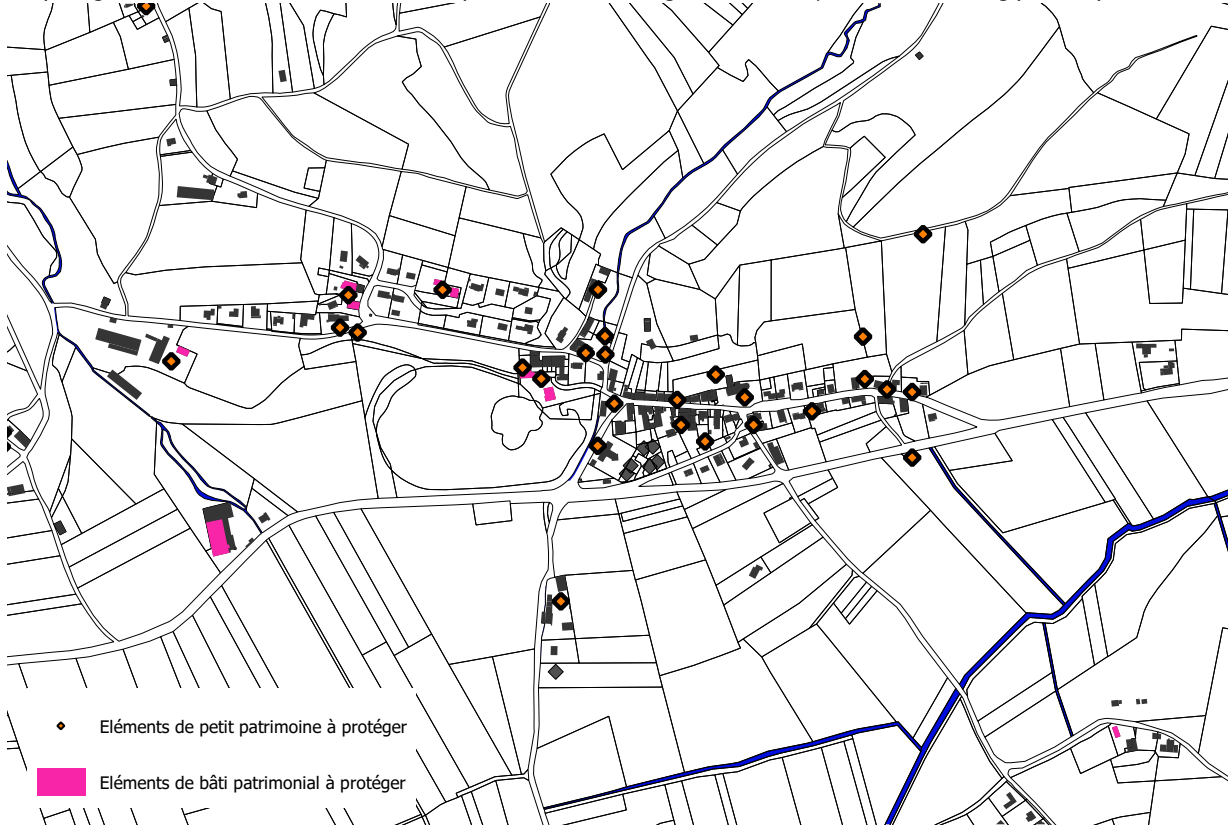 Eléments de petit patrimoine à protéger
Eléments de bâti patrimonial à protéger